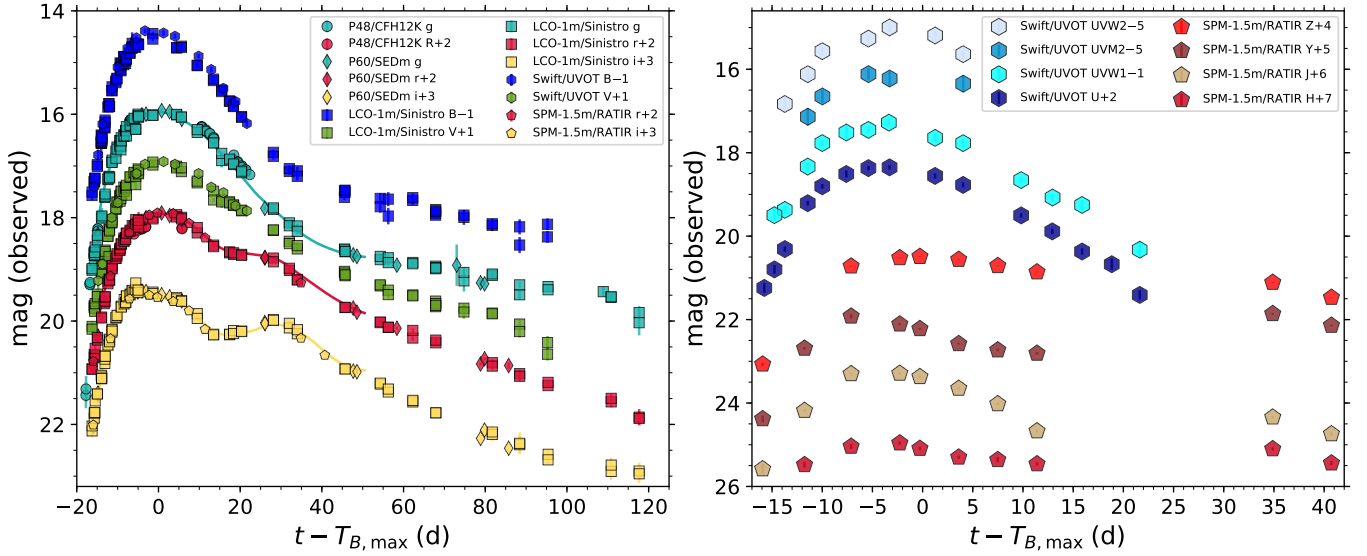 14
16
18
20
22
mag (observed)
−20
0
20
40
60
80
100
120
t − T_B, max (d)
P48/CFH12K g
P48/CFH12K R+2
P60/SEDm g
P60/SEDm r+2
P60/SEDm i+3
LCO-1m/Sinistro B−1
LCO-1m/Sinistro V+1
LCO-1m/Sinistro g
LCO-1m/Sinistro r+2
LCO-1m/Sinistro i+3
Swift/UVOT B−1
Swift/UVOT V+1
SPM-1.5m/RATIR r+2
SPM-1.5m/RATIR i+3
16
18
20
22
24
26
mag (observed)
−15
−10
−5
0
5
10
15
20
25
30
35
40
t − T_B, max (d)
Swift/UVOT UVW2−5
Swift/UVOT UVM2−5
Swift/UVOT UVW1−1
Swift/UVOT U+2
SPM-1.5m/RATIR Z+4
SPM-1.5m/RATIR Y+5
SPM-1.5m/RATIR J+6
SPM-1.5m/RATIR H+7